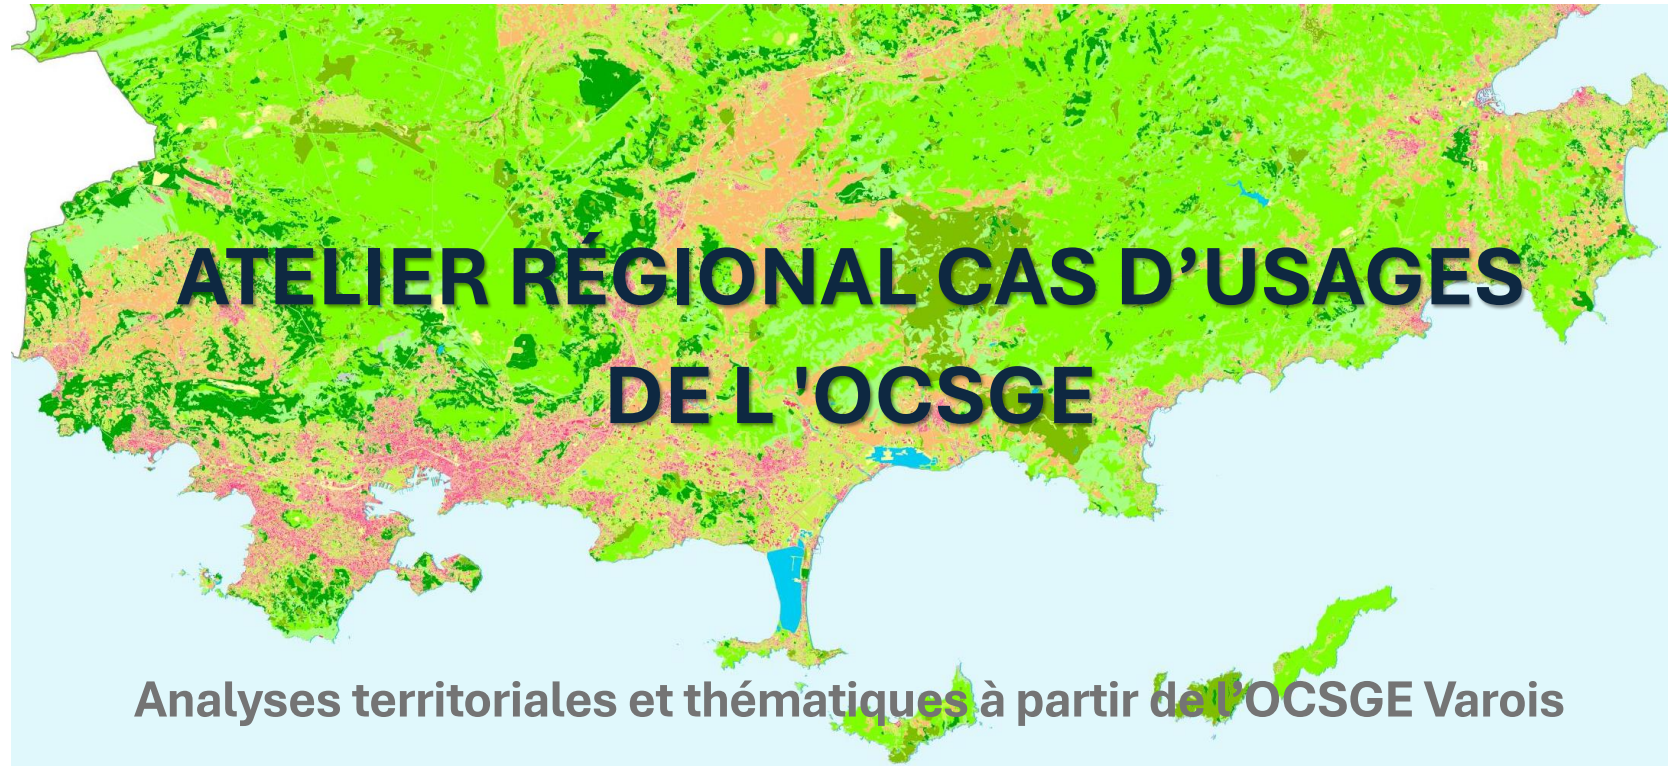 ATELIER RÉGIONAL CAS D’USAGES
DE L 'OCSGE
Analyses territoriales et thématiques à partir de l’OCSGE Varois